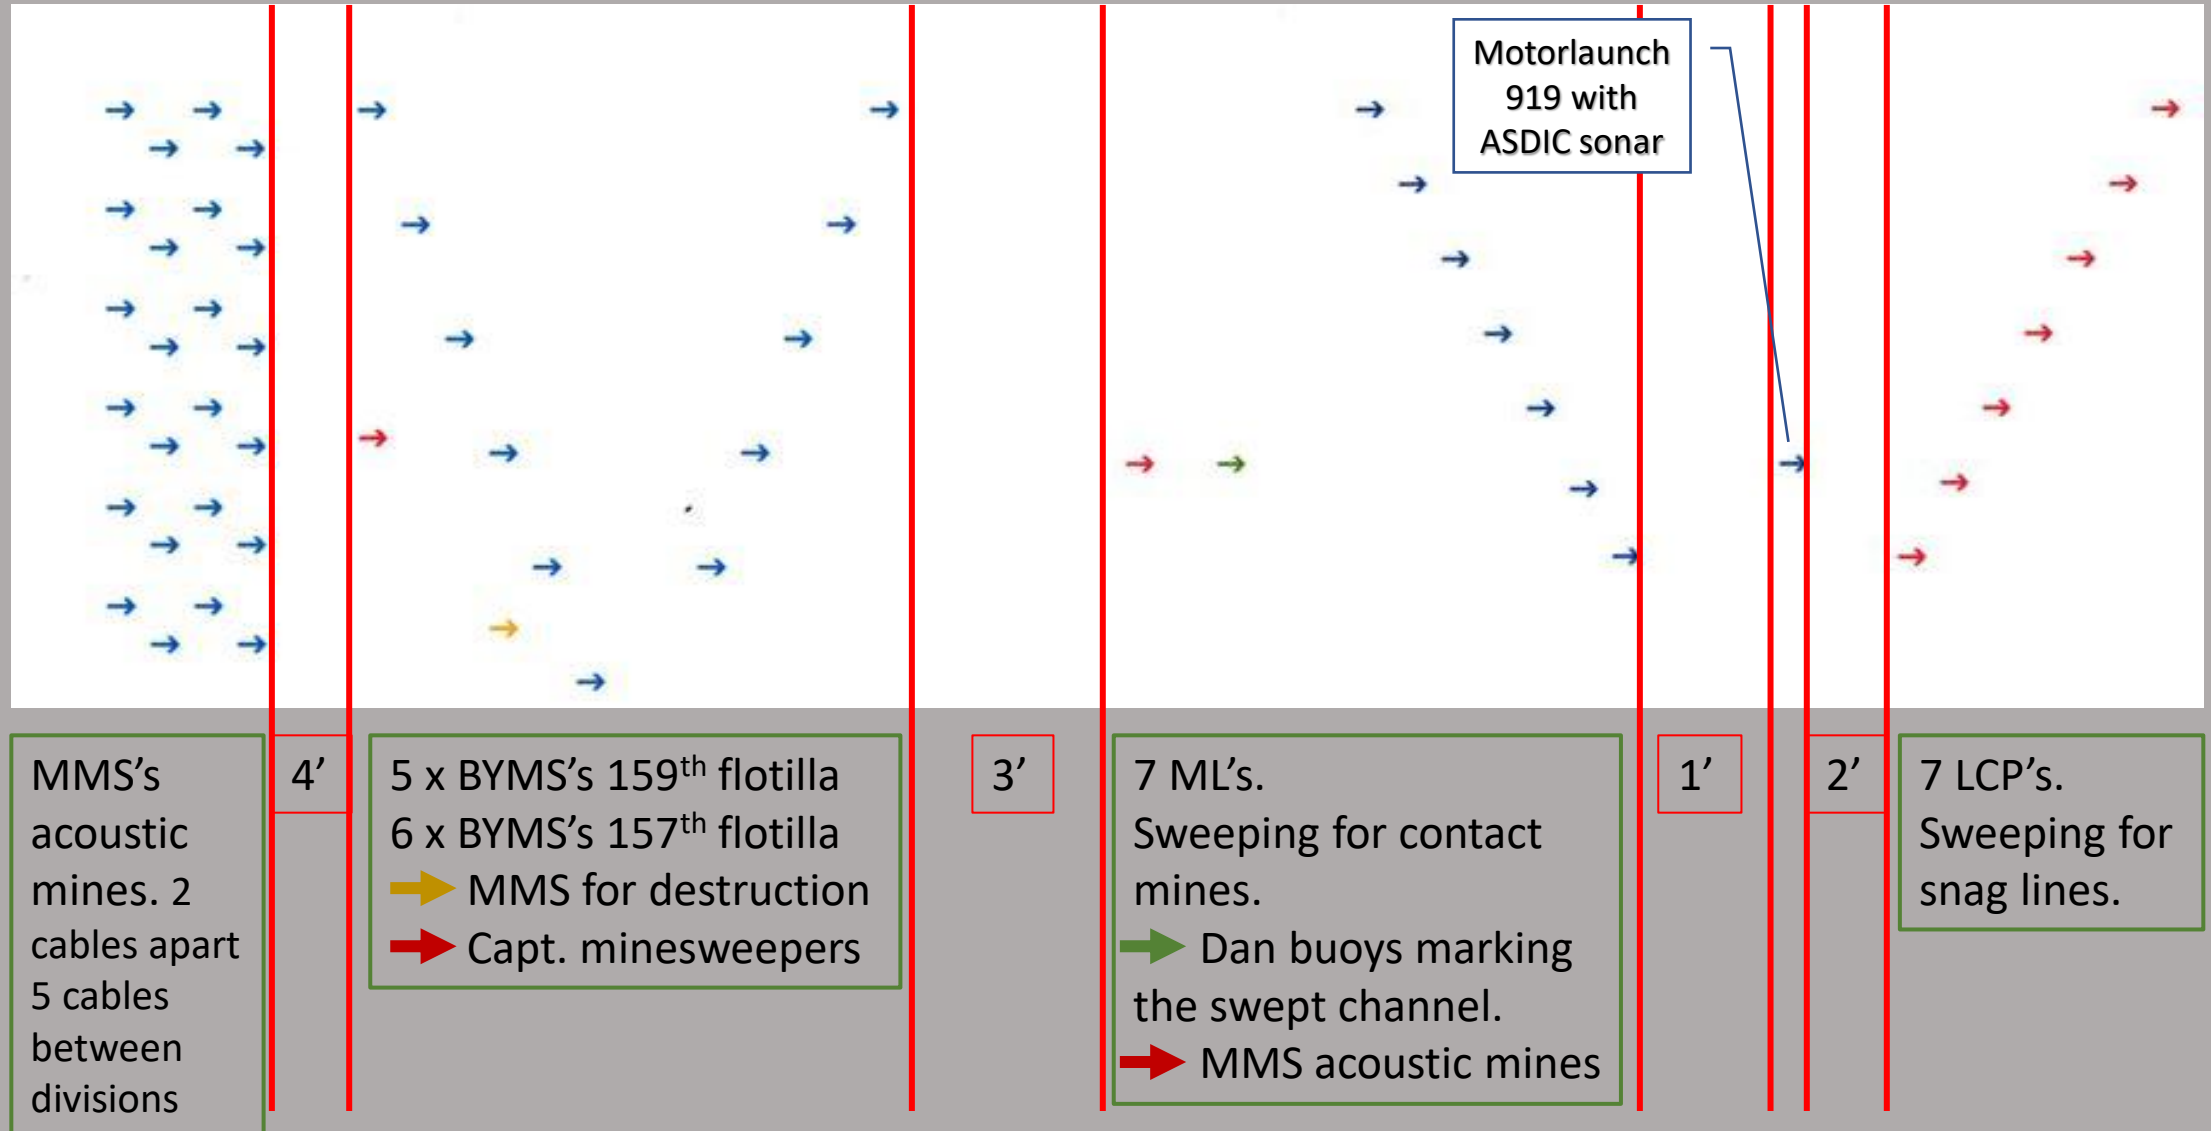 Motorlaunch
919 with
ASDIC sonar
MMS’s
acoustic
mines. 2
cables apart
5 cables
between
divisions
4’
5 x BYMS’s 159th flotilla
6 x BYMS’s 157th flotilla
MMS for destruction
Capt. minesweepers
3’
7 ML’s.
Sweeping for contact
mines.
Dan buoys marking
the swept channel.
MMS acoustic mines
1’
2’
7 LCP’s.
Sweeping for
snag lines.